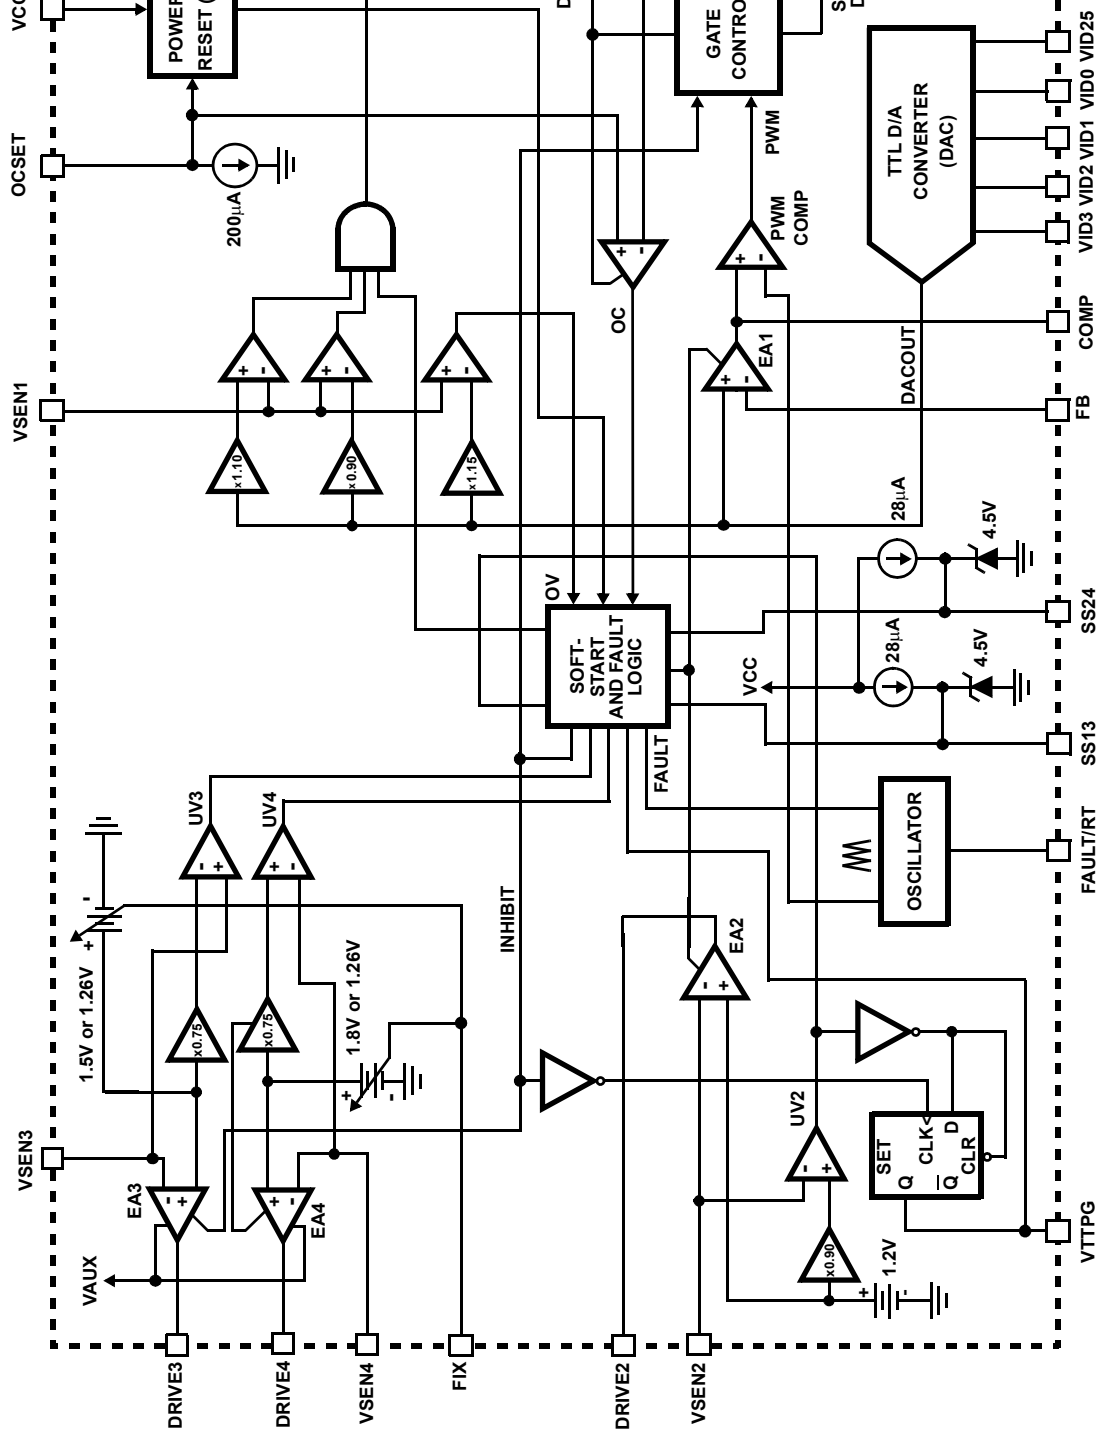 VCC
POWER
RESET (
OCSET
200µA
GATE
CONTRO
PWM
PWM
COMP
TTL D/A
CONVERTER
(DAC)
VID25
VID0
VID1
VID2
VID3
COMP
FB
VSEN1
+
-
+
-
+
-
+
-
OC
+
-
+
-
EA1
DACOUT
x1.10
x0.90
x1.15
28µA
4.5V
OV
SOFT-
START
AND FAULT
LOGIC
FAULT
VCC
28µA
4.5V
SS24
SS13
UV3
UV4
-
+
+
-
-
+
1.5V or 1.26V
INHIBIT
OSCILLATOR
FAULT/RT
EA2
-
+
x0.75
x0.75
1.8V or 1.26V
+
-
VSEN3
EA3
-
+
+
-
EA4
VAUX
UV2
-
+
x0.90
SET
CLK<
D
Q
Q
CLR
1.2V
+
-
VTTPG
DRIVE3
DRIVE4
VSEN4
FIX
DRIVE2
VSEN2